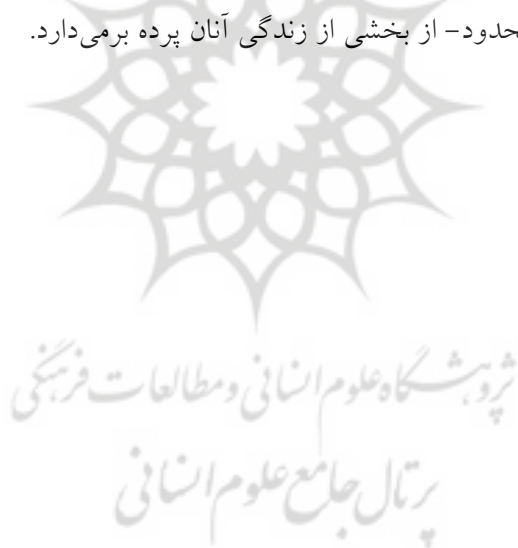 حدود- از بخشی از زندگی آنان پرده برمی‌دارد.
پژوهشگاه علوم انسانی و مطالعات فرهنگی
پرتال جامع علوم انسانی